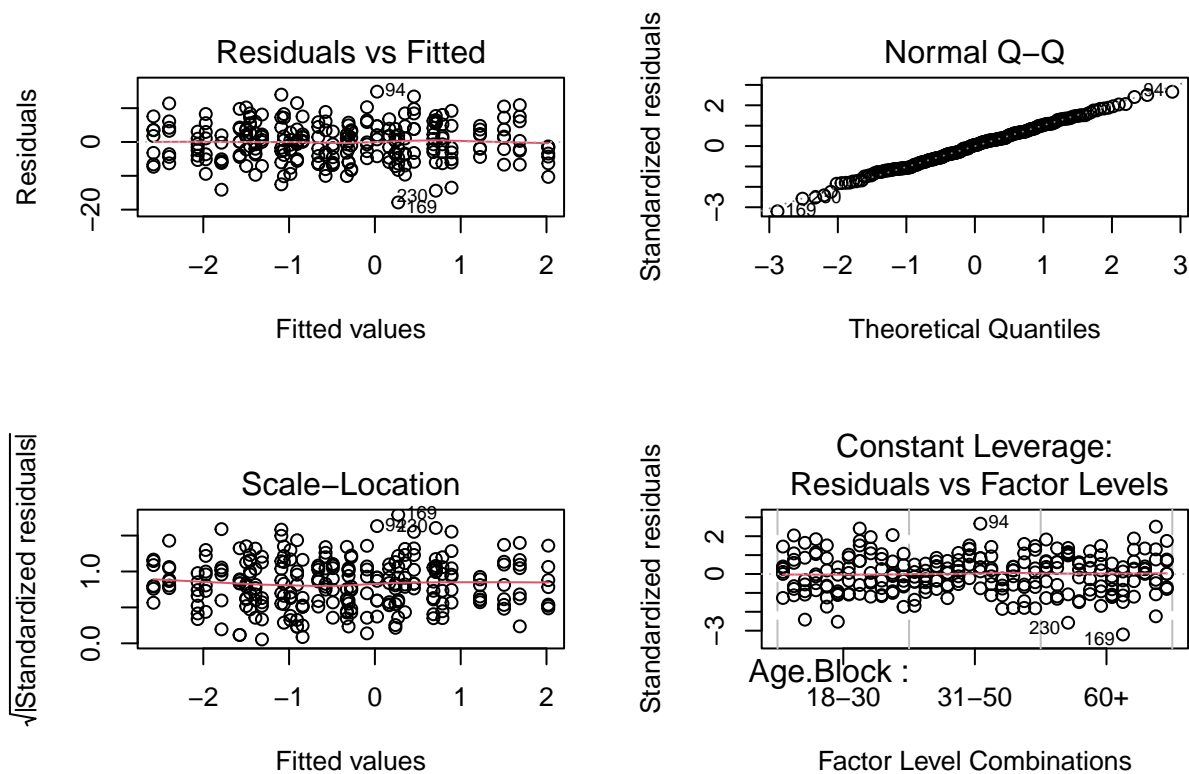 Residuals vs Fitted
Residuals
0
−20
94
230
169
−2 −1 0 1 2
Fitted values
Normal Q−Q
Standardized residuals
2
0
−3
94
169
−3 −2 −1 0 1 2 3
Theoretical Quantiles
Scale−Location
√|Standardized residuals|
1.0
0.0
169
94
230
−2 −1 0 1 2
Fitted values
Constant Leverage:
Residuals vs Factor Levels
Standardized residuals
2
0
−3
94
230
169
Age.Block :
18−30 31−50 60+
Factor Level Combinations